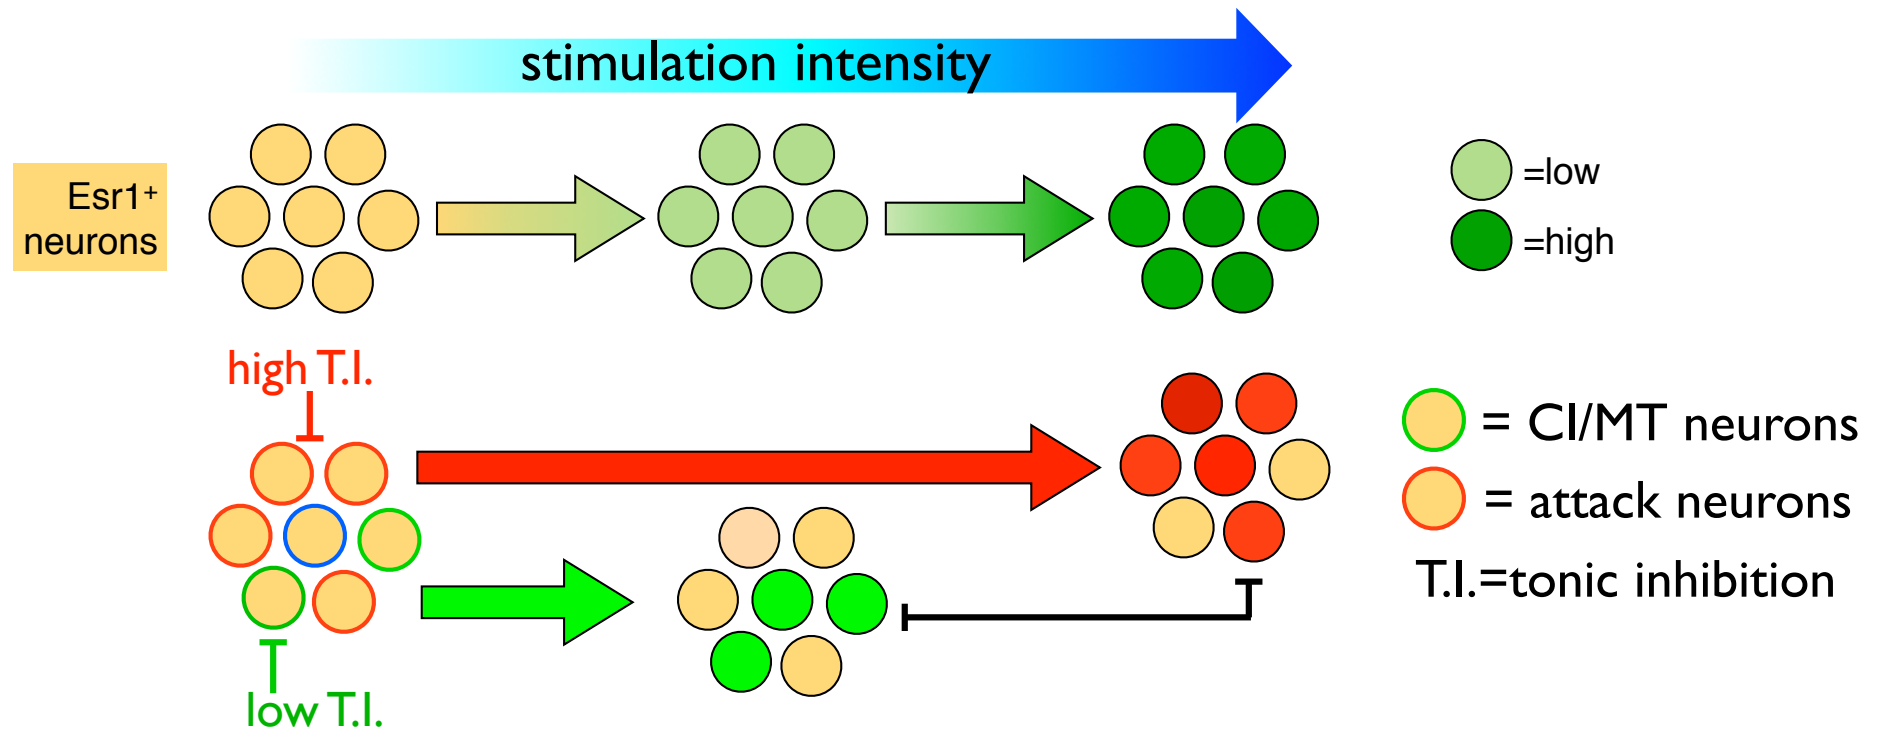 stimulation intensity
Esr1⁺
neurons
=low
=high
high T.I.
= CI/MT neurons
= attack neurons
T.I.=tonic inhibition
low T.I.